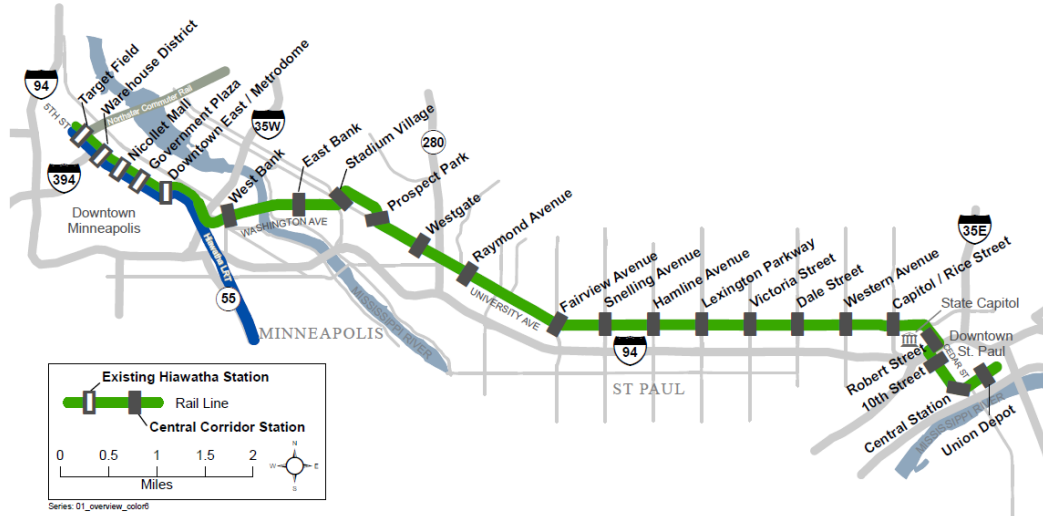 94
5TH ST
Target Field
Warehouse District
Northstar Commuter Rail
Nicollet Mall
Government Plaza
Downtown East / Metrodome
394
Downtown
Minneapolis
35W
West Bank
East Bank
WASHINGTON AVE
Stadium Village
280
Prospect Park
Westgate
Raymond Avenue
UNIVERSITY AVE
Hiawatha LRT
55
MINNEAPOLIS
MISSISSIPPI RIVER
Fairview Avenue
Snelling Avenue
Hamline Avenue
Lexington Parkway
Victoria Street
Dale Street
Western Avenue
Capitol / Rice Street
35E
State Capitol
94
ST PAUL
Downtown
St. Paul
CEDAR ST
Robert Street
10th Street
Central Station
Union Depot
MISSISSIPPI RIVER
Existing Hiawatha Station
Rail Line
Central Corridor Station
0 0.5 1 2
Miles
N
W E
S
Series: 01_overview_color6